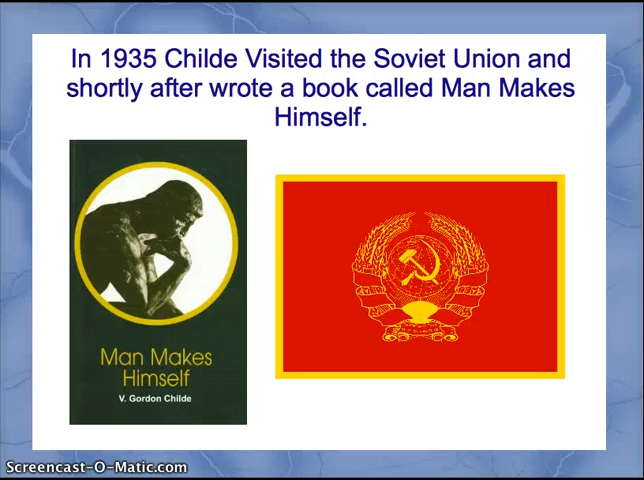 In 1935 Childe Visited the Soviet Union and
shortly after wrote a book called Man Makes
Himself.
Man Makes
Himself
V. Gordon Childe
Screencast-O-Matic.com